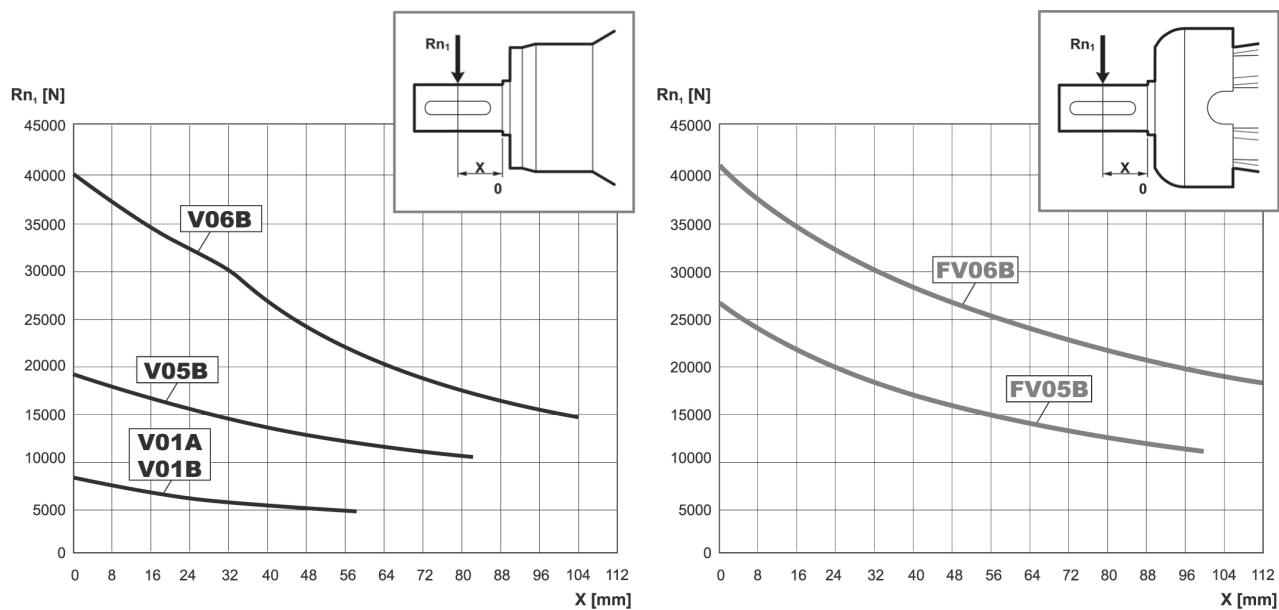 Rn₁ [N]
45000
40000
35000
30000
25000
20000
15000
10000
5000
0
0 8 16 24 32 40 48 56 64 72 80 88 96 104 112
X [mm]
V06B
V05B
V01A
V01B
Rn₁
X
0
Rn₁ [N]
45000
40000
35000
30000
25000
20000
15000
10000
5000
0
0 8 16 24 32 40 48 56 64 72 80 88 96 104 112
X [mm]
FV06B
FV05B
Rn₁
X
0